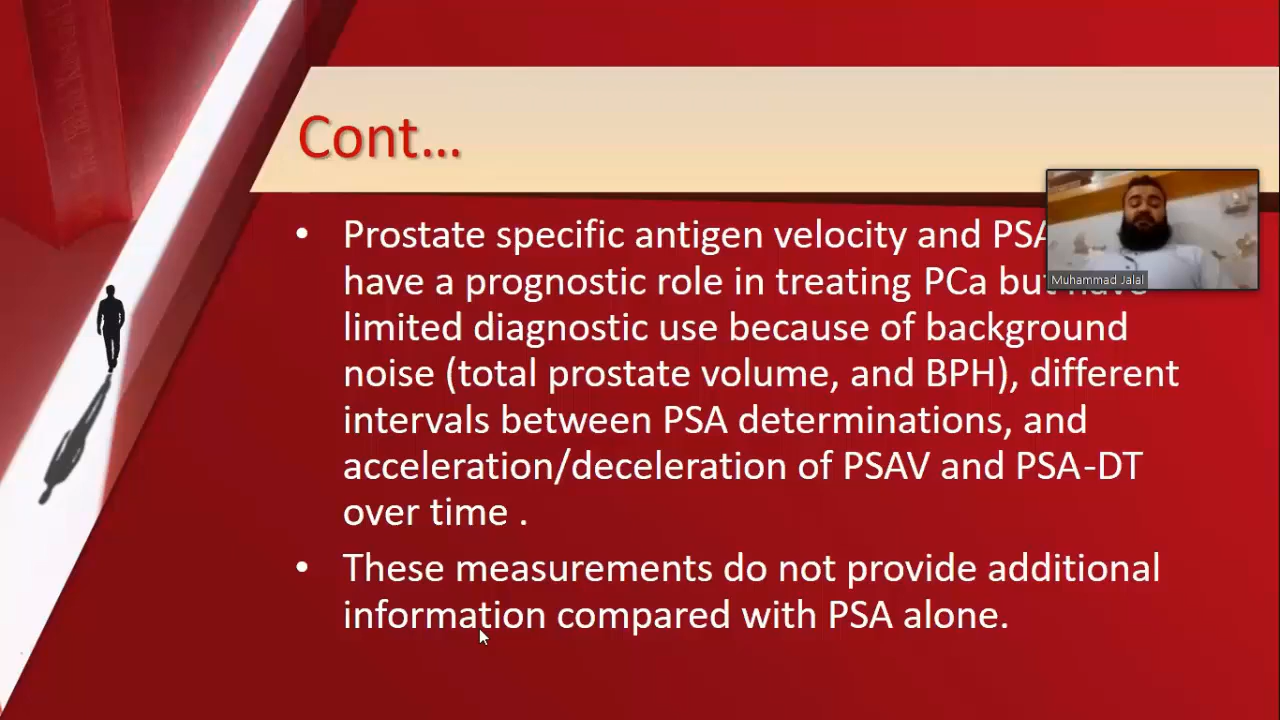 Cont...
• Prostate specific antigen velocity and PSA
have a prognostic role in treating PCa but have
limited diagnostic use because of background
noise (total prostate volume, and BPH), different
intervals between PSA determinations, and
acceleration/deceleration of PSAV and PSA-DT
over time .
• These measurements do not provide additional
information compared with PSA alone.
Muhammad Jalal